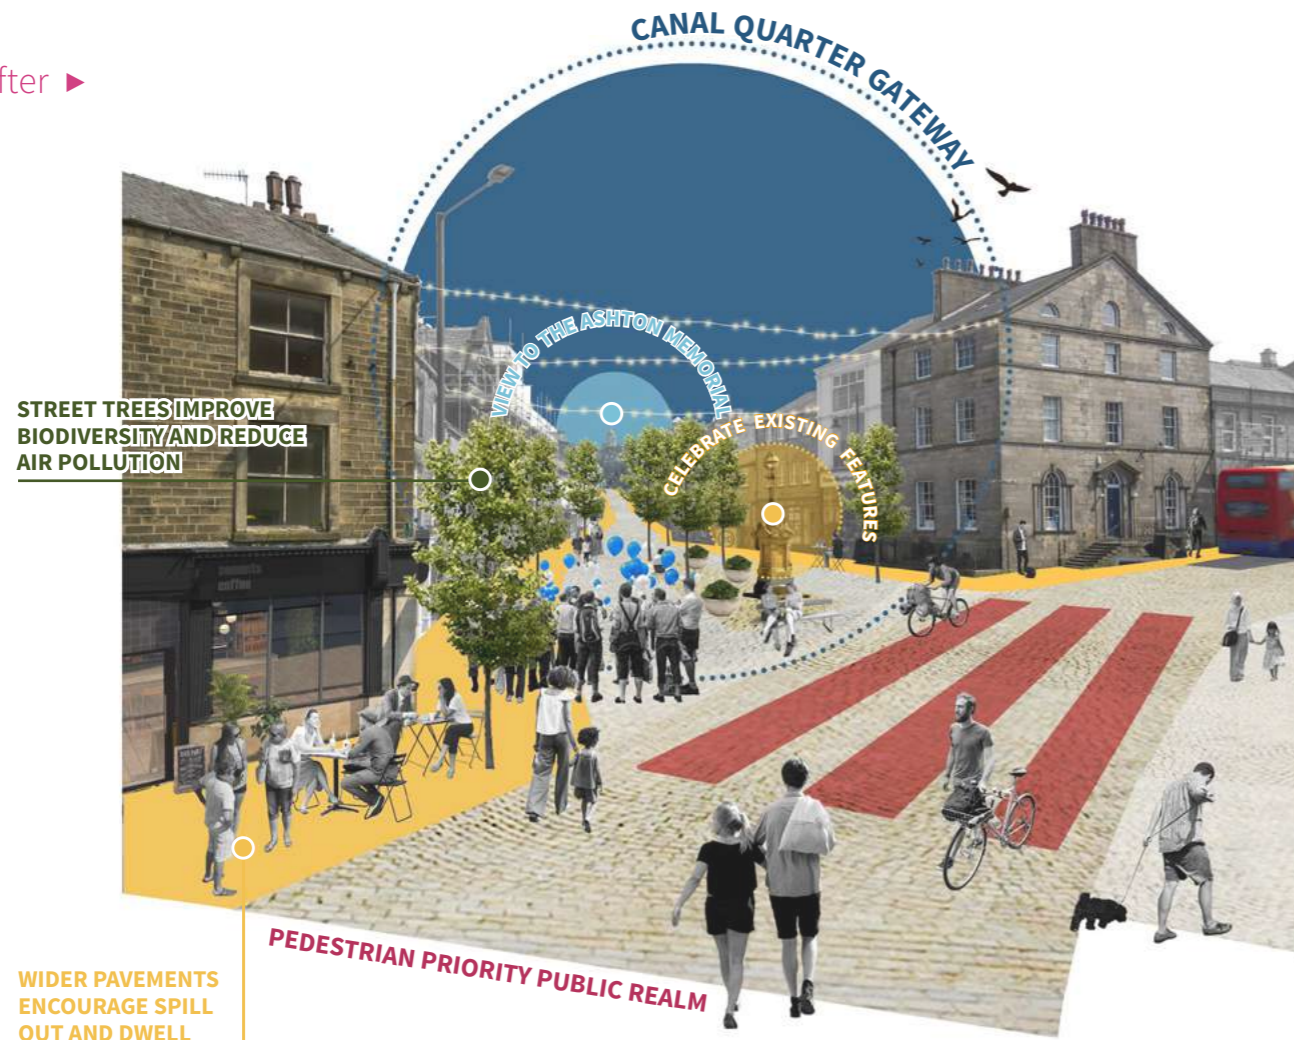 CANAL QUARTER GATEWAY
fter ►
VIEW TO THE ASHTON MEMORIAL
STREET TREES IMPROVE
BIODIVERSITY AND REDUCE
AIR POLLUTION
CELEBRATE EXISTING FEATURES
coffee
PEDESTRIAN PRIORITY PUBLIC REALM
WIDER PAVEMENTS
ENCOURAGE SPILL
OUT AND DWELL